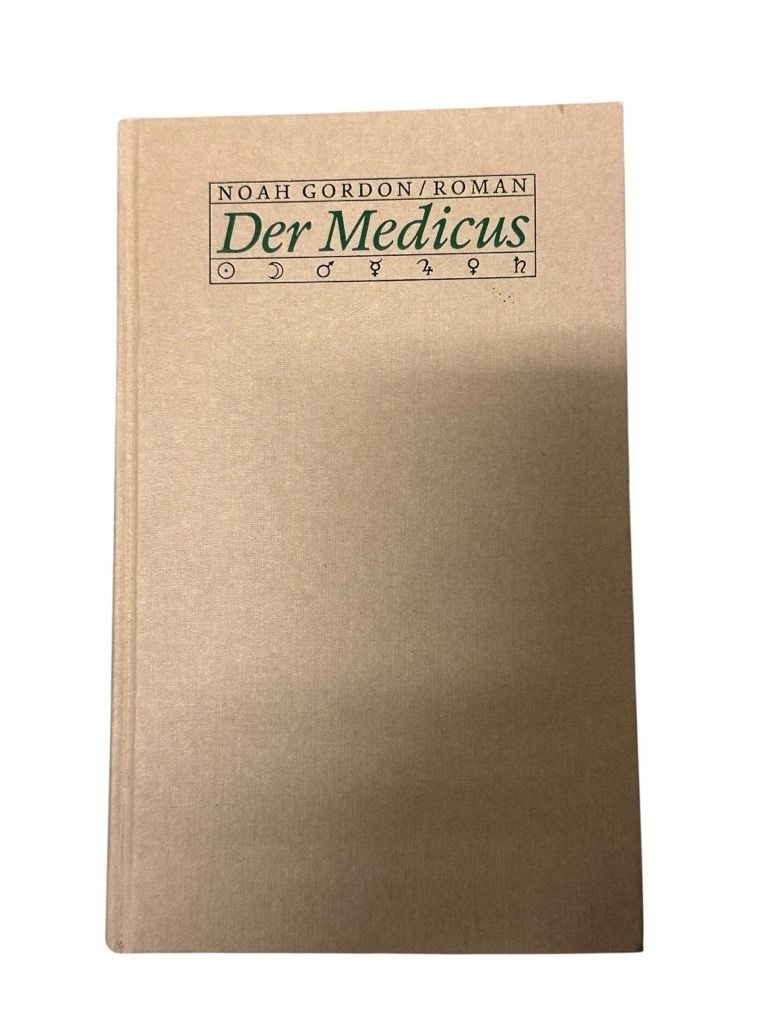 NOAH GORDON/ROMAN
Der Medicus
☉ ☽ ♂ ☿ ♃ ♀ ♄